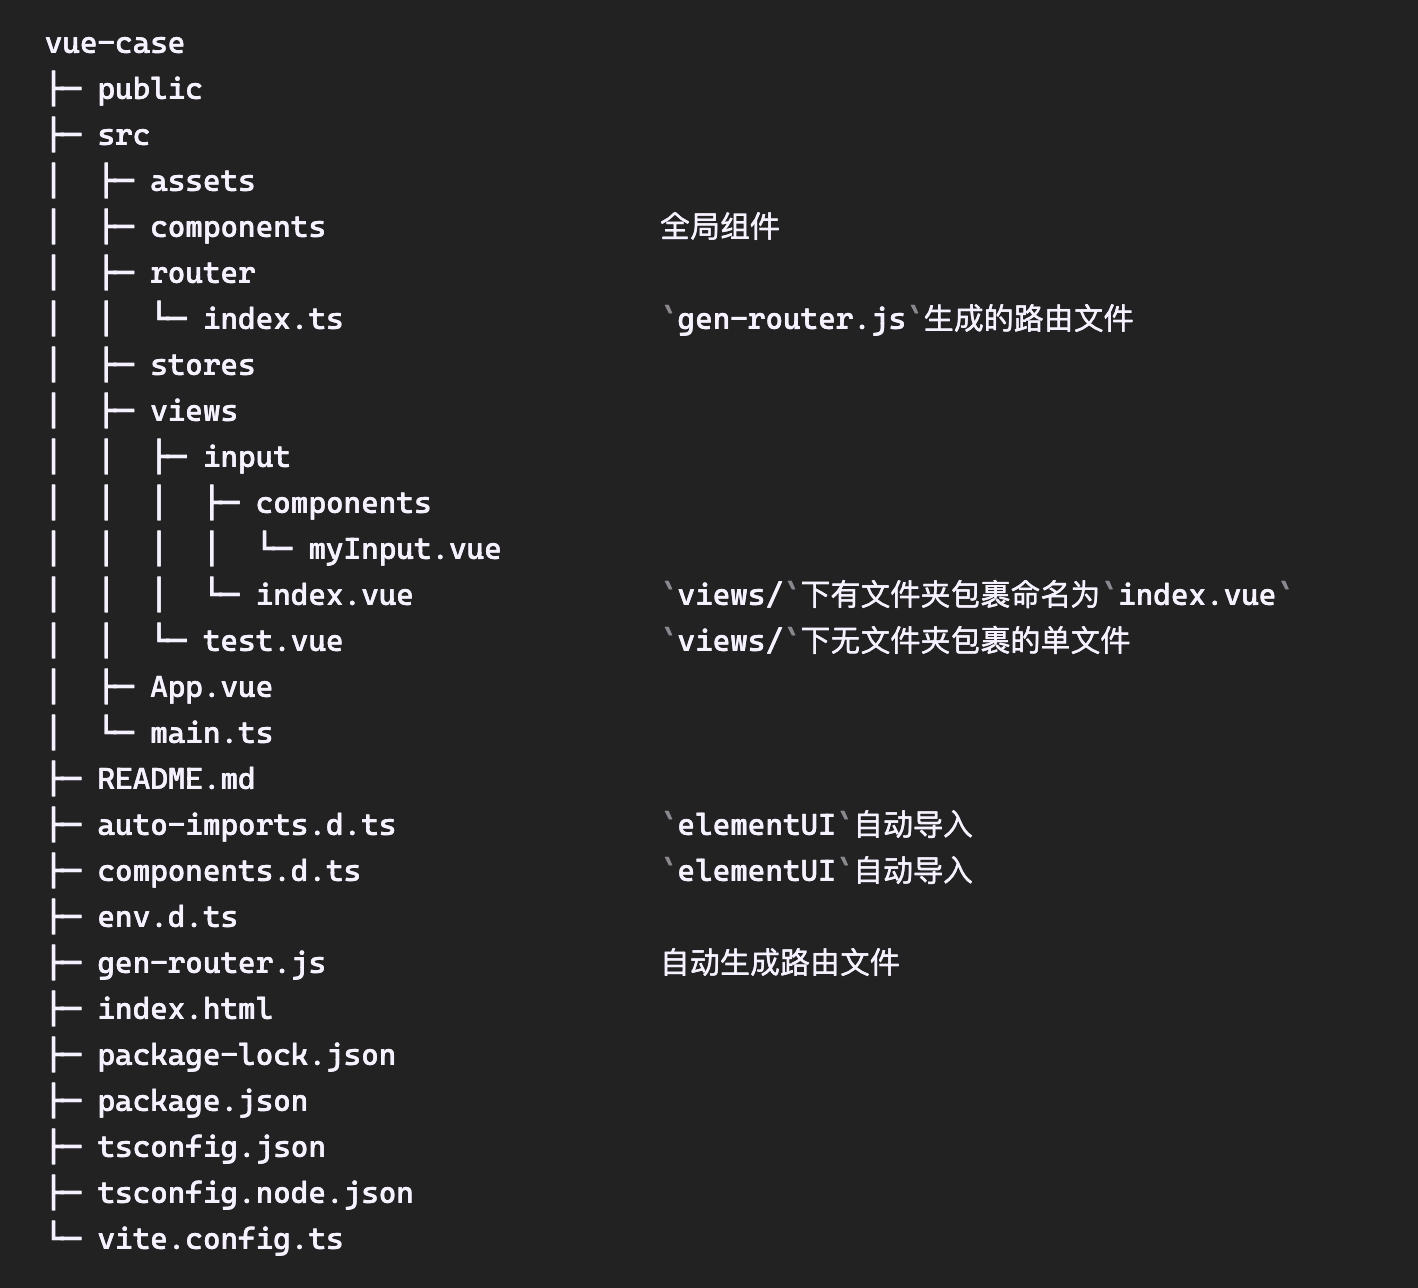 vue-case
├─ public
├─ src
│  ├─ assets
│  ├─ components                   全局组件
│  ├─ router
│  │  └─ index.ts                  `gen-router.js`生成的路由文件
│  ├─ stores
│  ├─ views
│  │  ├─ input
│  │  │  ├─ components
│  │  │  │  └─ myInput.vue
│  │  │  └─ index.vue              `views/`下有文件夹包裹命名为`index.vue`
│  │  └─ test.vue                  `views/`下无文件夹包裹的单文件
│  ├─ App.vue
│  └─ main.ts
├─ README.md
├─ auto-imports.d.ts               `elementUI`自动导入
├─ components.d.ts                 `elementUI`自动导入
├─ env.d.ts
├─ gen-router.js                   自动生成路由文件
├─ index.html
├─ package-lock.json
├─ package.json
├─ tsconfig.json
├─ tsconfig.node.json
└─ vite.config.ts